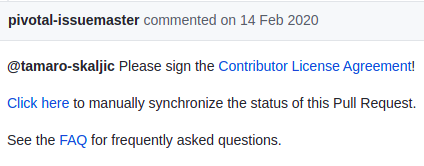 pivotal-issuemaster commented on 14 Feb 2020
@tamaro-skaljic Please sign the Contributor License Agreement!
Click here to manually synchronize the status of this Pull Request.
See the FAQ for frequently asked questions.